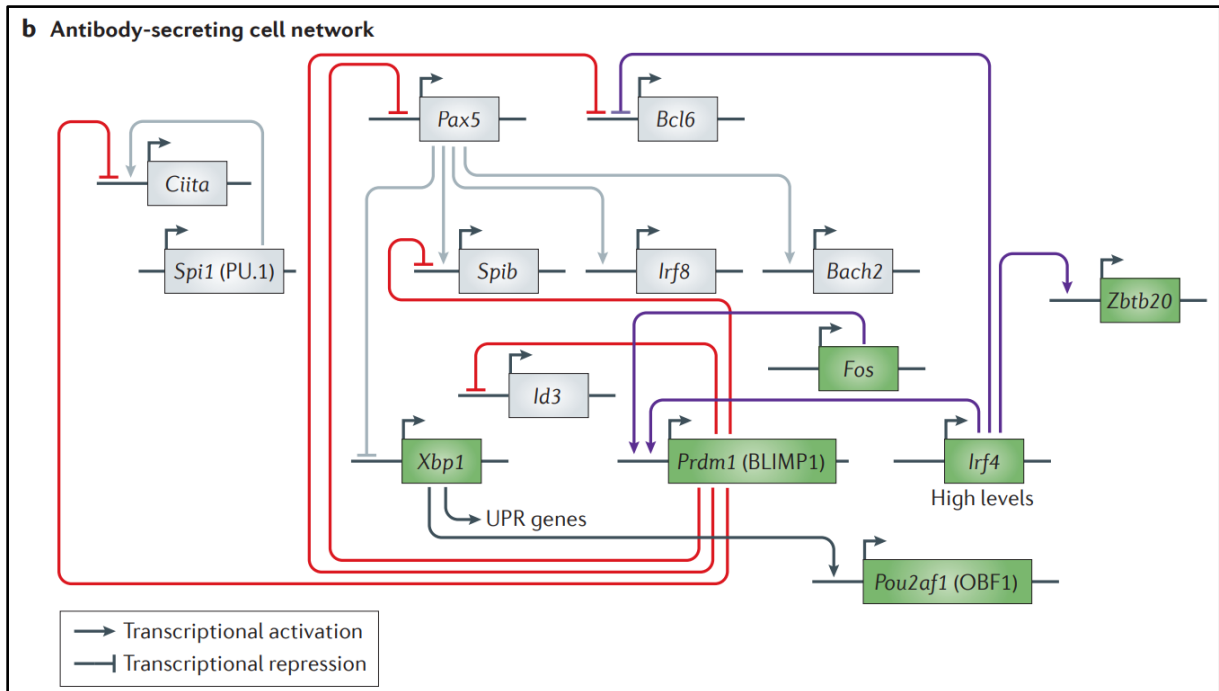 b Antibody-secreting cell network
Pax5
Bcl6
Ciita
Spi1 (PU.1)
Spib
Irf8
Bach2
Zbtb20
Fos
Id3
Xbp1
Prdm1 (BLIMP1)
Irf4
High levels
UPR genes
Pou2af1 (OBF1)
Transcriptional activation
Transcriptional repression